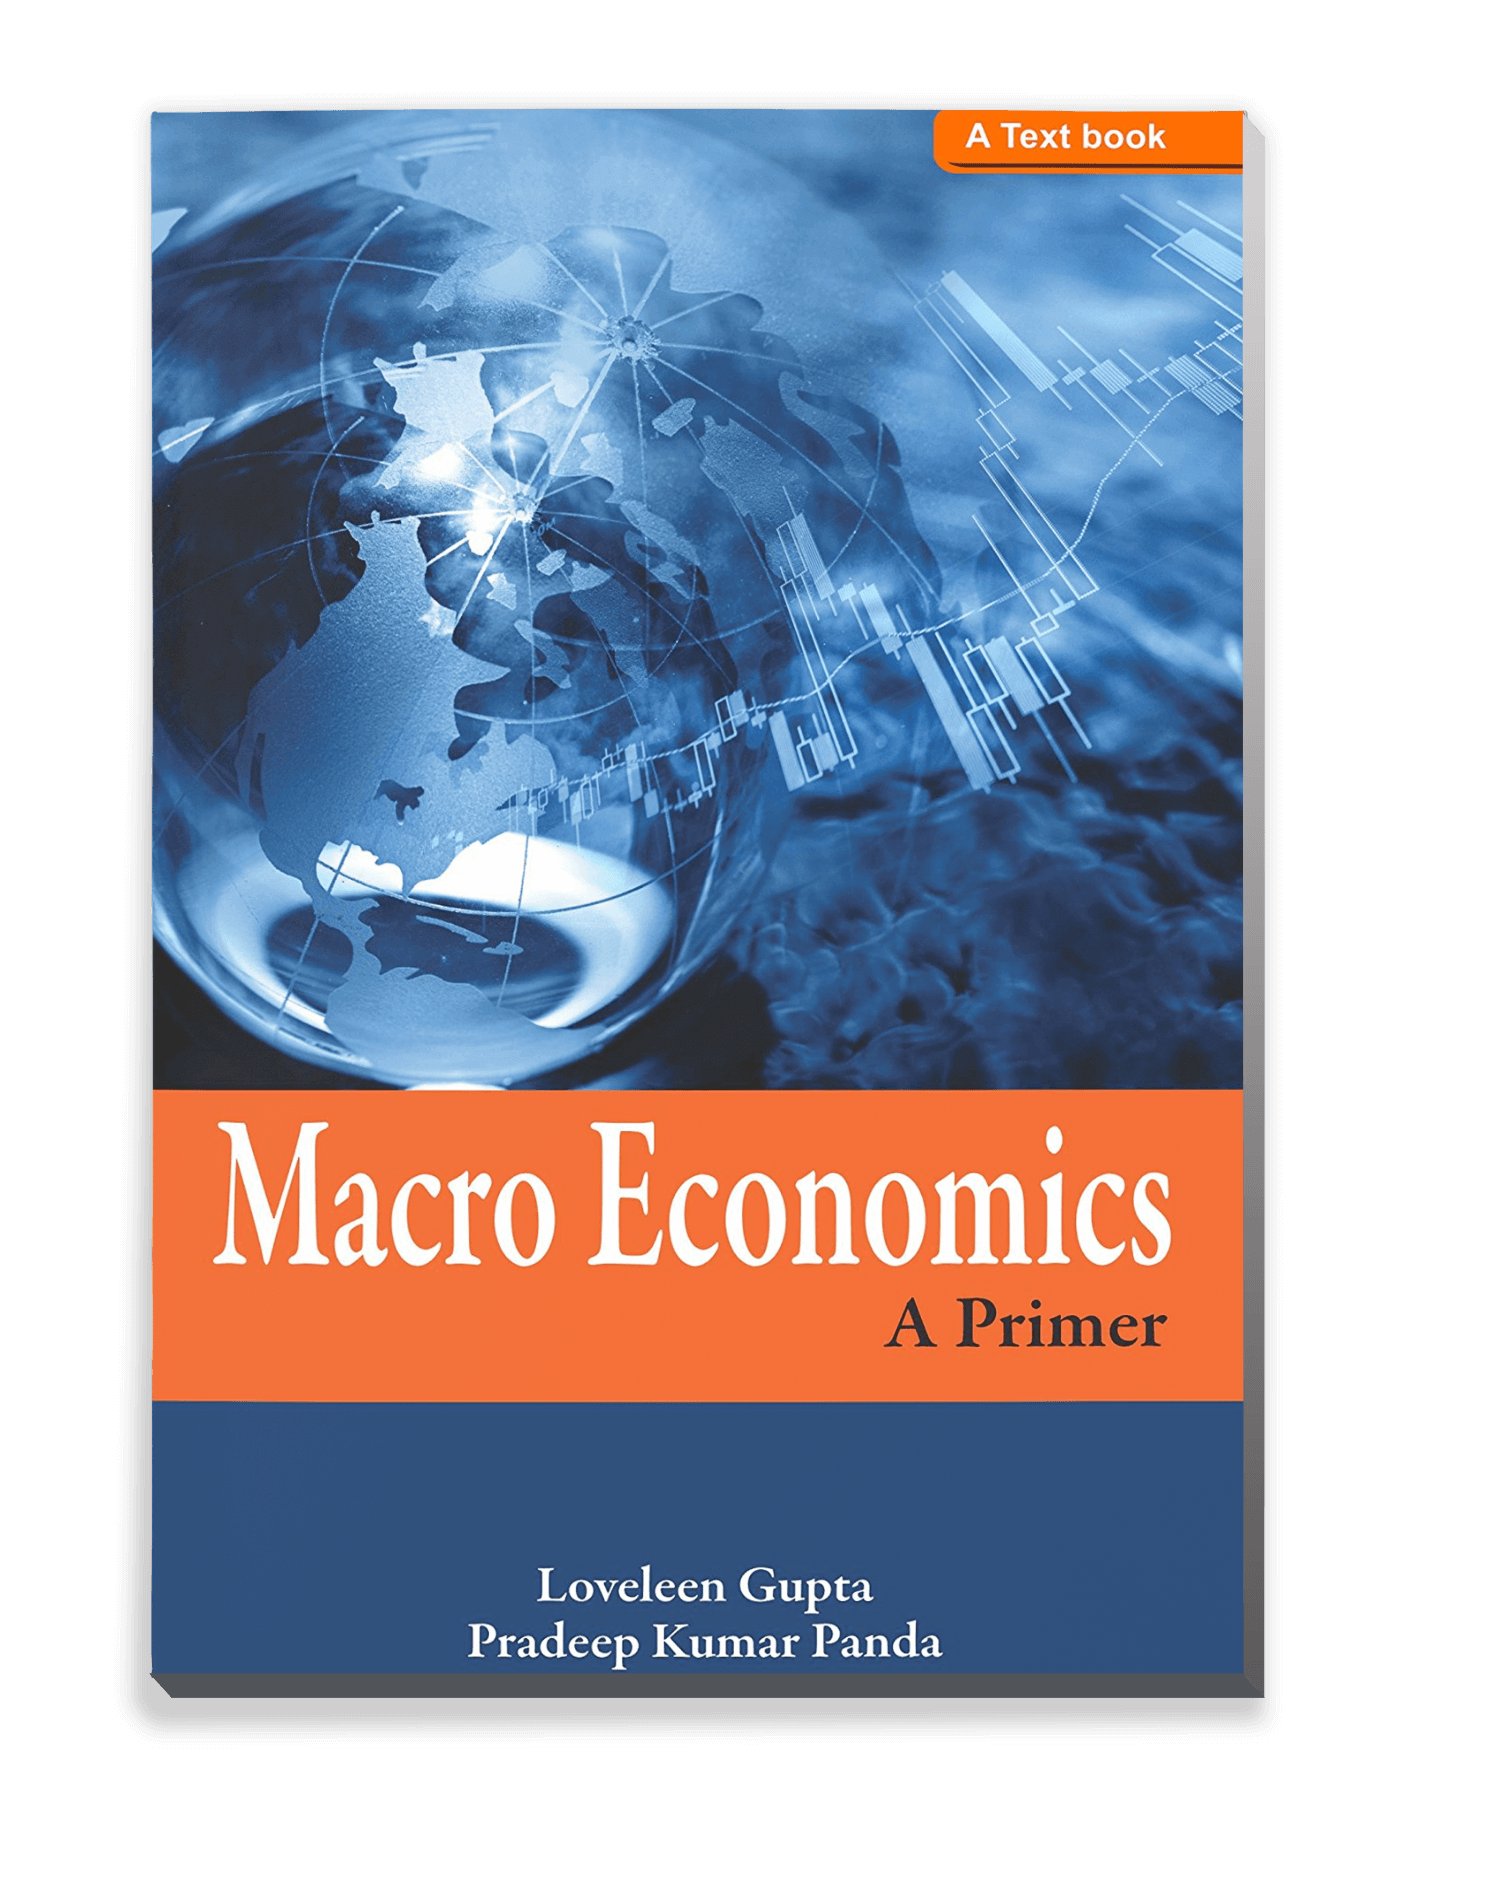 A Text book
Macro Economics
A Primer
Loveleen Gupta
Pradeep Kumar Panda